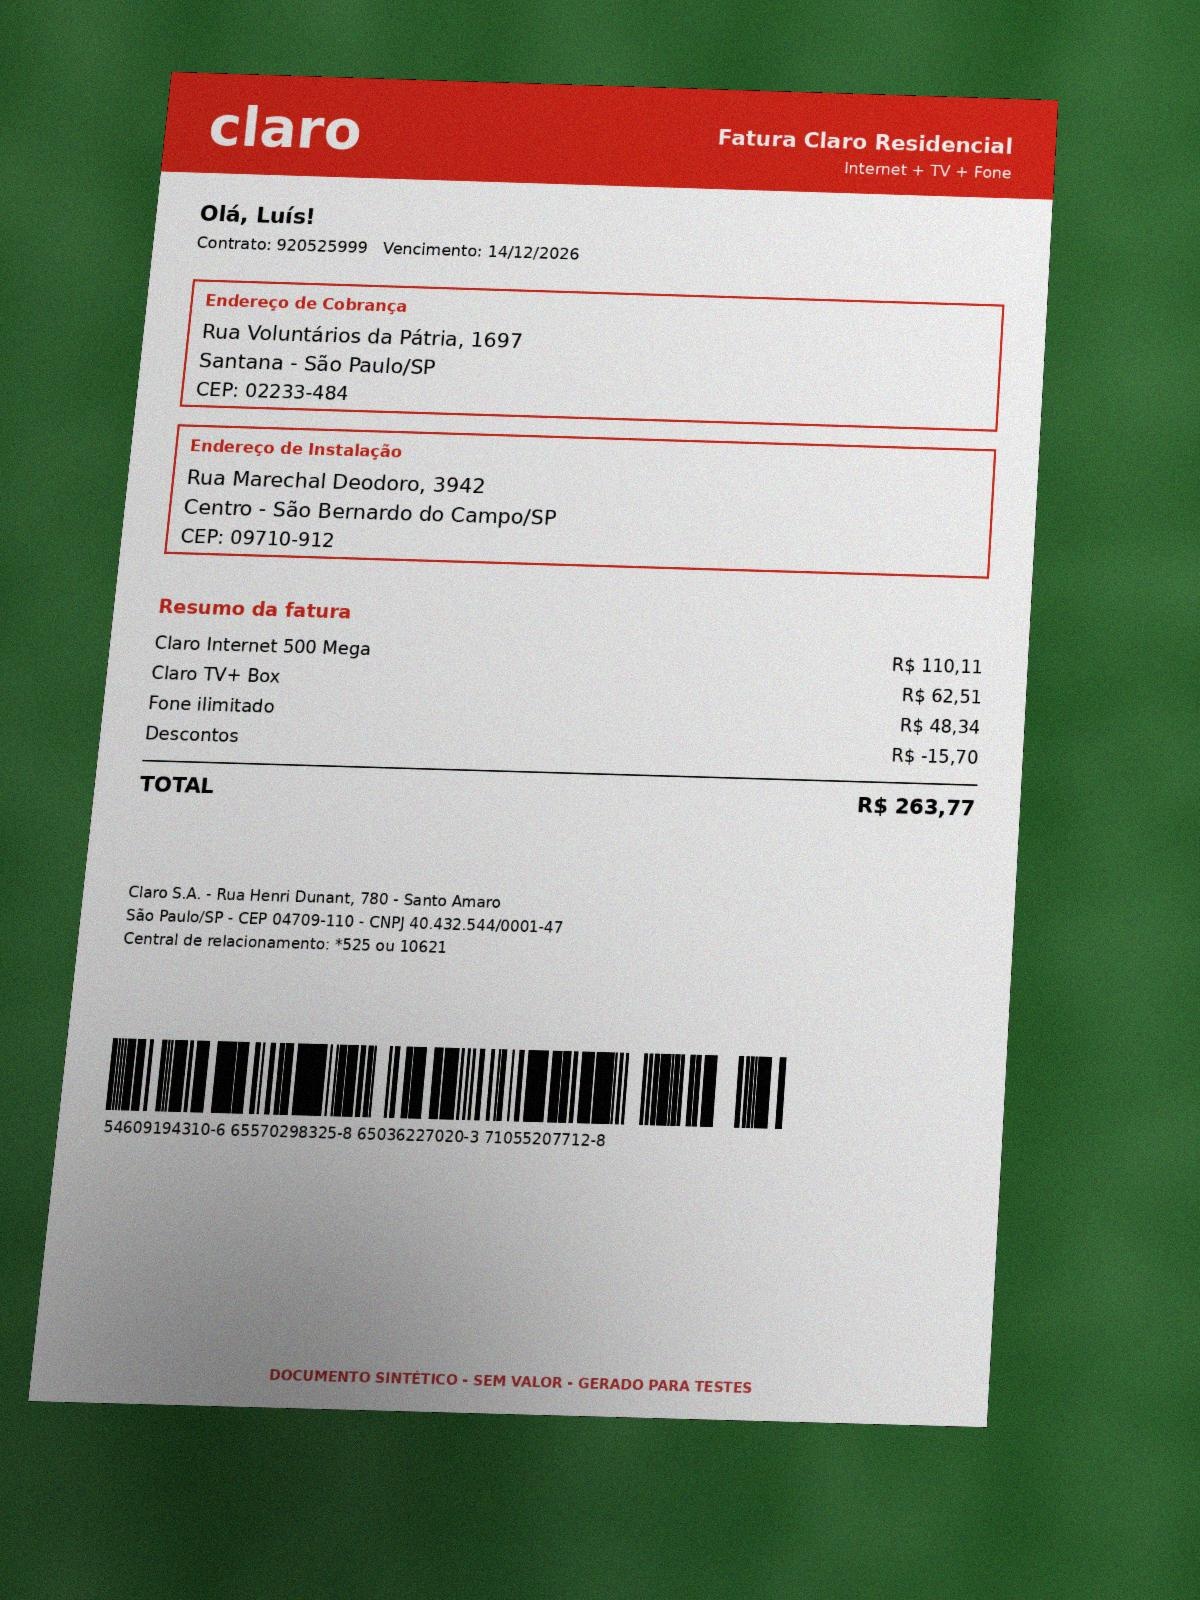 claro
Fatura Claro Residencial
Internet + TV + Fone
Olá, Luís!
Contrato: 920525999 Vencimento: 14/12/2026
Endereço de Cobrança
Rua Voluntários da Pátria, 1697
Santana - São Paulo/SP
CEP: 02233-484
Endereço de Instalação
Rua Marechal Deodoro, 3942
Centro - São Bernardo do Campo/SP
CEP: 09710-912
Resumo da fatura
Claro Internet 500 Mega R$ 110,11
Claro TV+ Box R$ 62,51
Fone ilimitado R$ 48,34
Descontos R$ -15,70
TOTAL R$ 263,77
Claro S.A. - Rua Henri Dunant, 780 - Santo Amaro
São Paulo/SP - CEP 04709-110 - CNPJ 40.432.544/0001-47
Central de relacionamento: *525 ou 10621
54609194310-6 65570298325-8 65036227020-3 71055207712-8
DOCUMENTO SINTÉTICO - SEM VALOR - GERADO PARA TESTES